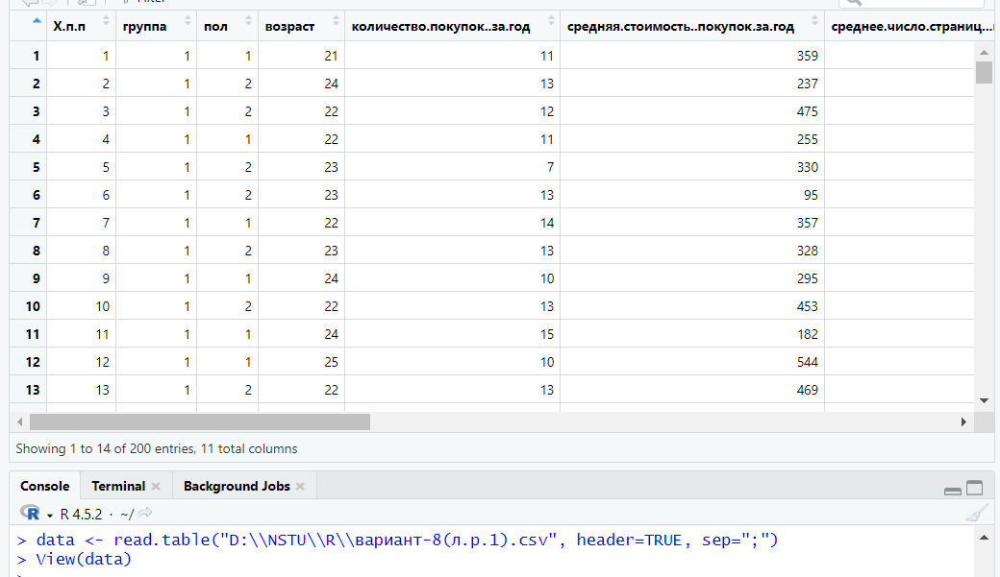 Х.п.п группа пол возраст количество.покупок..за.год средняя.стоимость..покупок.за.год среднее.число.страниц...
1 1 1 1 21 11 359
2 2 1 2 24 13 237
3 3 1 2 22 12 475
4 4 1 1 22 11 255
5 5 1 2 23 7 330
6 6 1 2 23 13 95
7 7 1 1 22 14 357
8 8 1 2 23 13 328
9 9 1 1 24 10 295
10 10 1 2 22 13 453
11 11 1 1 24 15 182
12 12 1 1 25 10 544
13 13 1 2 22 13 469
Showing 1 to 14 of 200 entries, 11 total columns
Console Terminal Background Jobs
R R 4.5.2 · ~/
> data <- read.table("D:\\NSTU\\R\\вариант-8(л.р.1).csv", header=TRUE, sep=";")
> View(data)